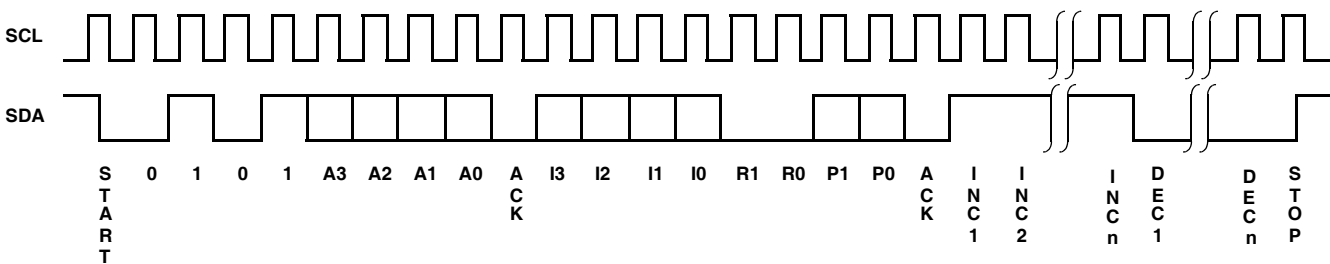 SCL
SDA
START 0 1 0 1 A3 A2 A1 A0 ACK I3 I2 I1 I0 R1 R0 P1 P0 ACK INC1 INC2 INCn DEC1 DECn STOP